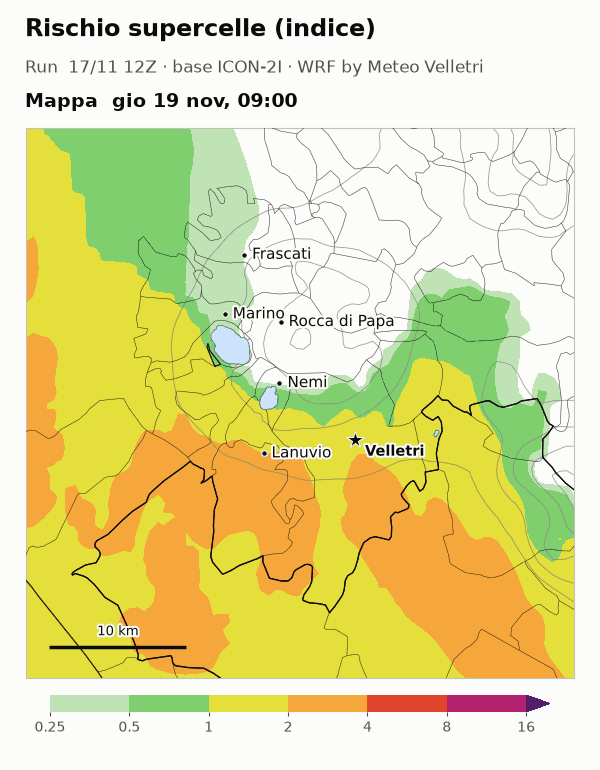 Rischio supercelle (indice)
Run  17/11 12Z · base ICON-2I · WRF by Meteo Velletri
Mappa  gio 19 nov, 09:00
Frascati
Marino
Rocca di Papa
Nemi
Velletri
Lanuvio
10 km
0.25 0.5 1 2 4 8 16